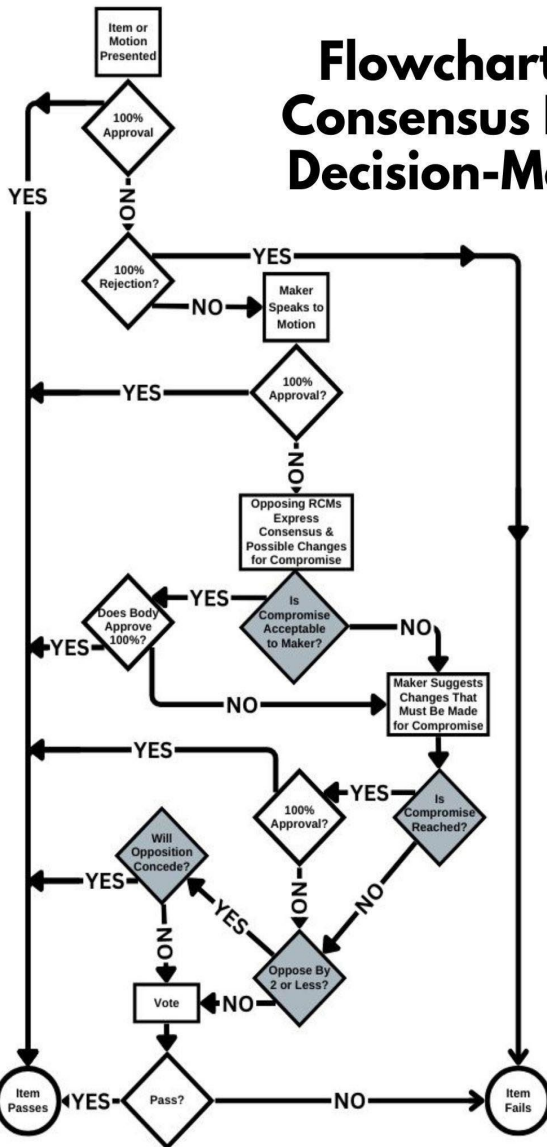 Item or
Motion
Presented
Flowchart
Consensus
Decision-M
100%
Approval
YES
NO
100%
Rejection?
YES
NO
Maker
Speaks to
Motion
100%
Approval?
YES
NO
Opposing RCMs
Express
Consensus &
Possible Changes
for Compromise
Is
Compromise
Acceptable
to Maker?
YES
NO
Does Body
Approve
100%?
YES
NO
Maker Suggests
Changes That
Must Be Made
for Compromise
YES
Is
Compromise
Reached?
YES
NO
100%
Approval?
NO
Will
Opposition
Concede?
YES
YES
NO
Oppose By
2 or Less?
NO
Vote
Pass?
YES
NO
Item
Passes
Item
Fails